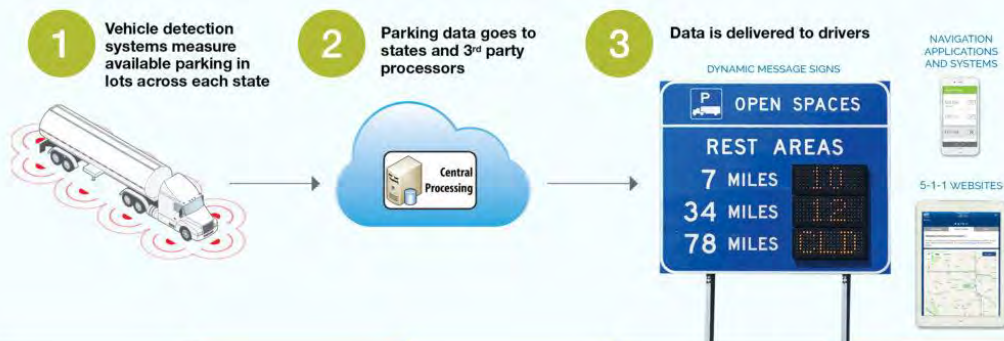 1
Vehicle detection
systems measure
available parking in
lots across each state
2
Parking data goes to
states and 3rd party
processors
Central
Processing
3
Data is delivered to drivers
DYNAMIC MESSAGE SIGNS
P
OPEN SPACES
REST AREAS
7 MILES 10
34 MILES 12
78 MILES CLD
NAVIGATION
APPLICATIONS
AND SYSTEMS
5-1-1 WEBSITES